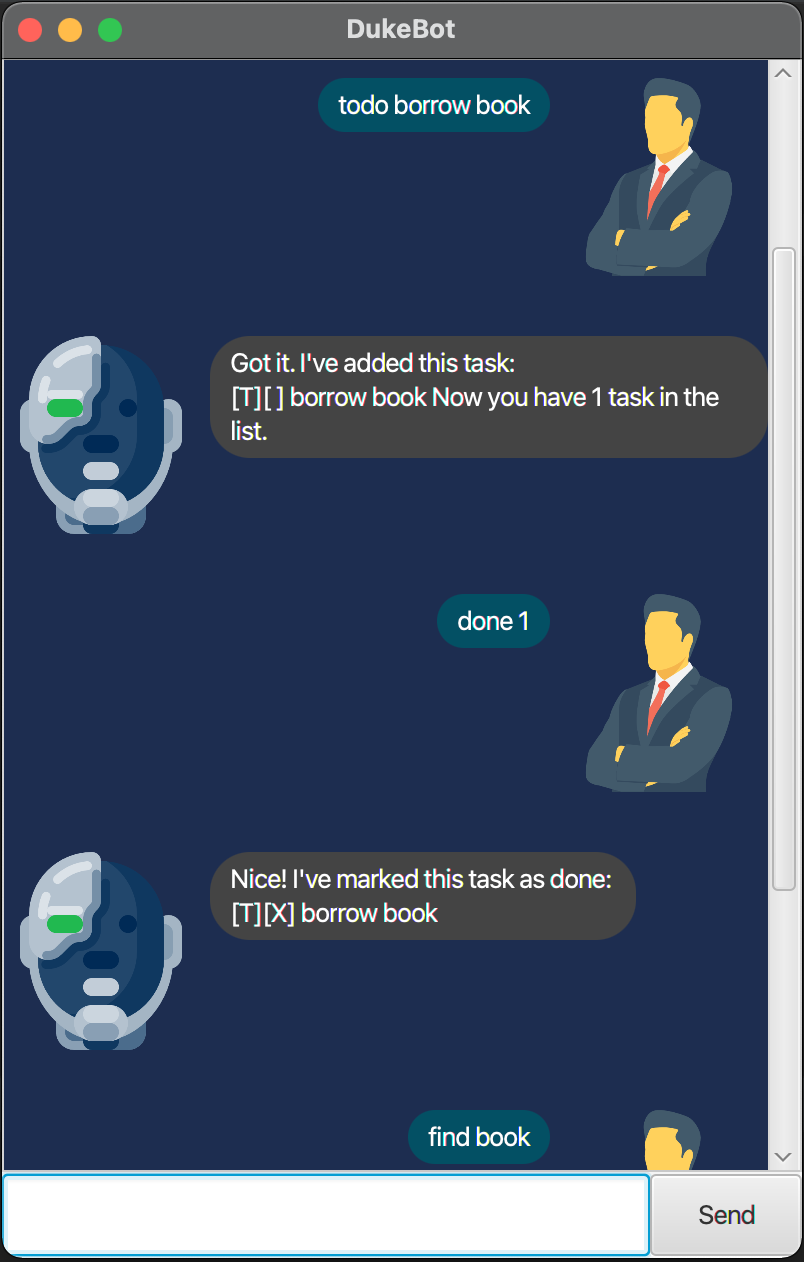 DukeBot
todo borrow book
Got it. I've added this task:
[T][ ] borrow book Now you have 1 task in the
list.
done 1
Nice! I've marked this task as done:
[T][X] borrow book
find book
Send